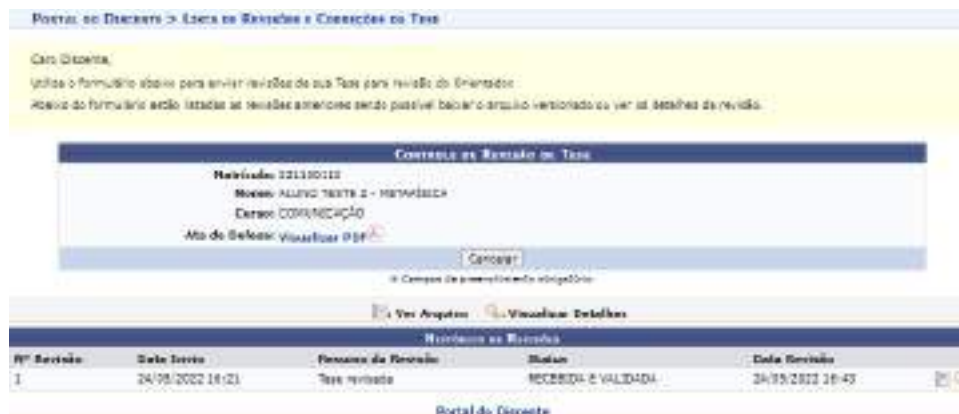 Portal do Discente > Lista de Revisões e Correções da Tese
Caro Discente,
Utilize o formulário abaixo para enviar revisões de sua Tese para revisão do Orientador.
Abaixo do formulário estão listadas as revisões anteriores sendo possível baixar o arquivo versionado ou ver os detalhes da revisão.
Controle de Revisão de Tese
Matrícula:
Nome: ALUNO TESTE 2 - METAFÍSICA
Curso: COMUNICAÇÃO
Ata de Defesa: Visualizar PDF
Cancelar
Campos de preenchimento obrigatório
: Ver Arquivo : Visualizar Detalhes
Histórico de Revisões
Nº Revisão Data Envio Resumo da Revisão Status Data Revisão
1 24/05/2022 16:21 Tese revisada RECEBIDA E VALIDADA 24/05/2022 16:43
Portal do Discente